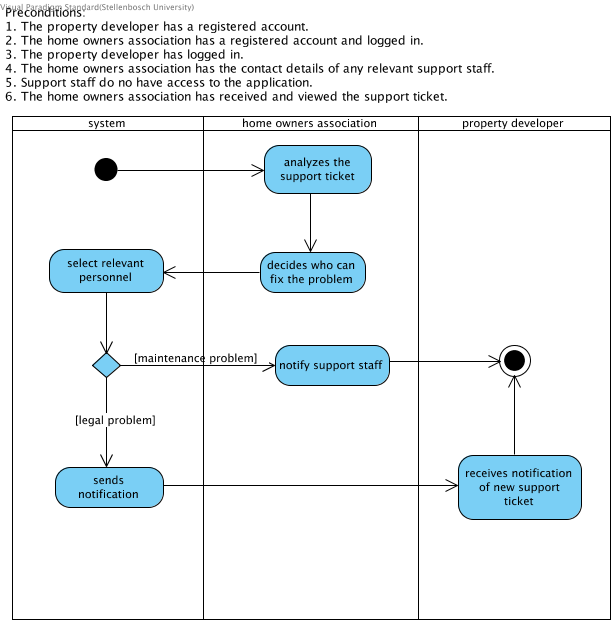 Visual Paradigm Standard(Stellenbosch University)
Preconditions:
1. The property developer has a registered account.
2. The home owners association has a registered account and logged in.
3. The property developer has logged in.
4. The home owners association has the contact details of any relevant support staff.
5. Support staff do no have access to the application.
6. The home owners association has received and viewed the support ticket.
system
home owners association
property developer
analyzes the
support ticket
select relevant
personnel
decides who can
fix the problem
[maintenance problem]
notify support staff
[legal problem]
sends
notification
receives notification
of new support
ticket